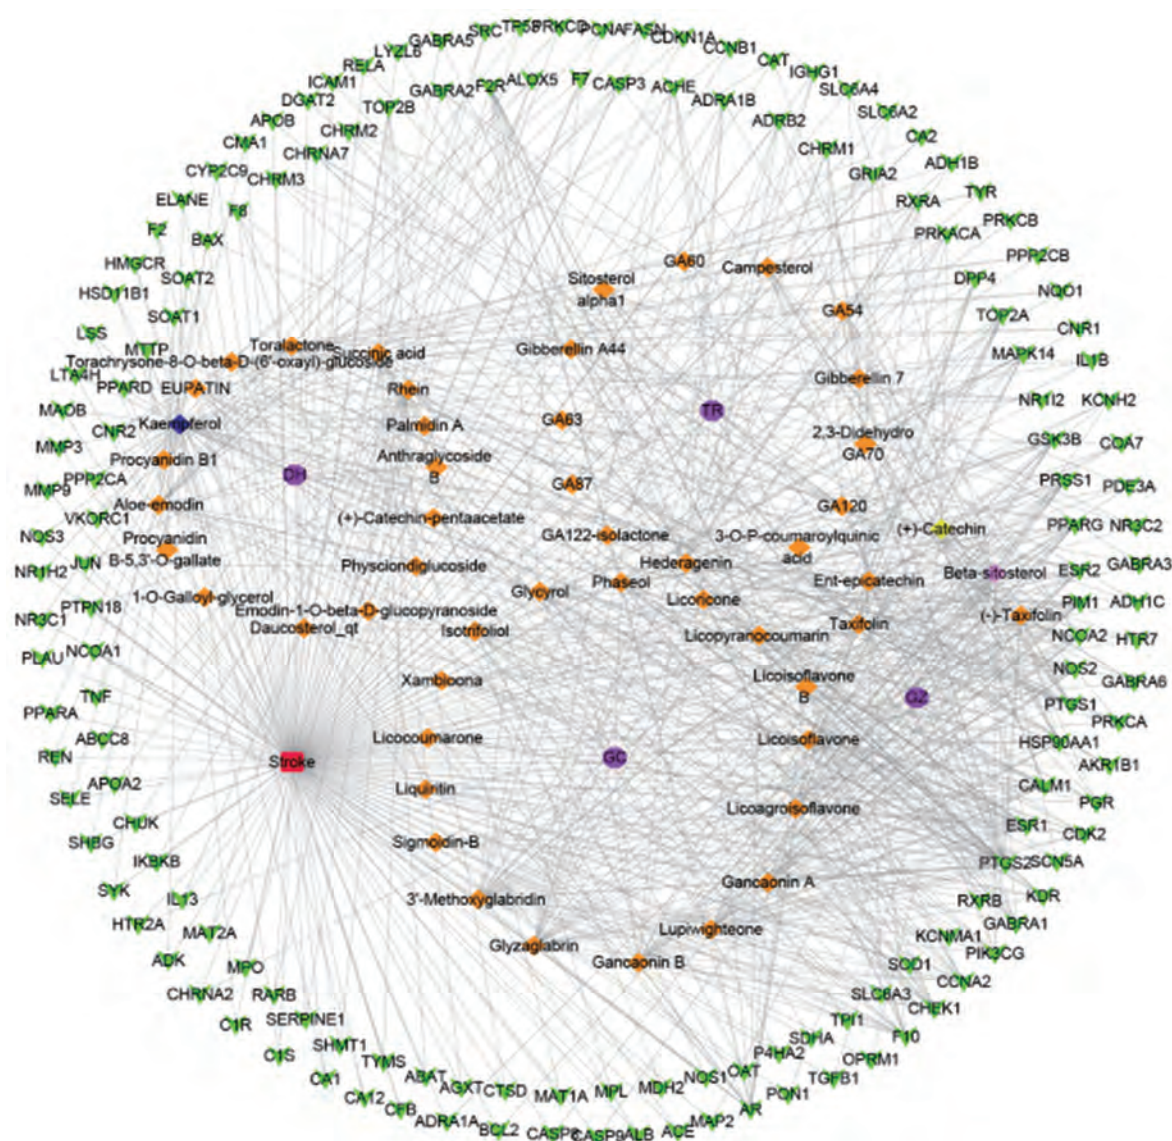 SRC
TP53
PRKCD
PCNA
FASN
CDKN1A
CCNB1
CAT
IGHG1
SLC6A4
SLC6A2
CA2
ADH1B
TYR
PRKCB
PPP2CB
NQO1
CNR1
IL1B
KCNH2
COA7
PDE3A
NR3C2
GABRA3
ADH1C
HTR7
GABRA6
PRKCA
AKR1B1
PGR
CDK2
SCN5A
KDR
GABRA1
PIK3CG
CCNA2
CHEK1
F10
OPRM1
TGFB1
PON1
AR
MAP2
ACE
ALB
CASP9
CASP8
BCL2
ADRA1A
CFB
CA12
CA1
C1S
C1R
CHRNA2
ADK
HTR2A
SYK
SHBG
SELE
REN
PPARA
PLAU
NR3C1
NR1H2
NOS3
MMP9
MMP3
MAOB
LTA4H
LSS
HSD11B1
HMGCR
F2
ELANE
CYP2C9
CMA1
APOB
DGAT2
ICAM1
RELA
LYZL6
GABRA5
GABRA2
F2R
ALOX5
F7
CASP3
ACHE
ADRA1B
ADRB2
CHRM1
GRIA2
RXRA
PRKACA
DPP4
TOP2A
MAPK14
NR1I2
GSK3B
PRSS1
PPARG
ESR2
PIM1
NCOA2
NOS2
PTGS1
HSP90AA1
CALM1
ESR1
PTGS2
RXRB
KCNMA1
SOD1
SLC6A3
TPI1
SDHA
P4HA2
OAT
NOS1
MDH2
MPL
MAT1A
CTSD
AGXT
ABAT
TYMS
SHMT1
SERPINE1
RARB
MPO
MAT2A
IL13
IKBKB
CHUK
APOA2
ABCC8
TNF
NCOA1
PTPN18
JUN
VKORC1
PPP2CA
CNR2
PPARD
MTTP
SOAT1
SOAT2
BAX
F8
CHRM3
CHRNA7
CHRM2
TOP2B
GA60
Campesterol
Sitosterol
alpha1
GA54
Gibberellin A44
Toralactone
Succinic acid
Torachrysone-8-O-beta-D-(6'-oxayl)-glucoside
EUPATIN
Rhein
Gibberellin 7
Kaempferol
Palmidin A
GA63
TR
2,3-Didehydro
GA70
Procyanidin B1
DH
Anthraglycoside
B
GA87
Aloe-emodin
(+)-Catechin-pentaacetate
GA120
(+)-Catechin
Procyanidin
B-5,3'-O-gallate
GA122-isolactone
3-O-P-coumaroylquinic
acid
Physciondiglucoside
Hederagenin
Beta-sitosterol
Phaseol
Ent-epicatechin
Glycyrol
1-O-Galloyl-glycerol
Licoricone
Emodin-1-O-beta-D-glucopyranoside
(-)-Taxifolin
Daucosterol_qt
Isotrifoliol
Licopyranocoumarin
Taxifolin
Xambioona
Licoisoflavone
B
GZ
Licocoumarone
Licoisoflavone
Stroke
GC
Liquiritin
Licoagroisoflavone
Sigmoidin-B
Gancaonin A
3'-Methoxyglabridin
Lupiwighteone
Glyzaglabrin
Gancaonin B